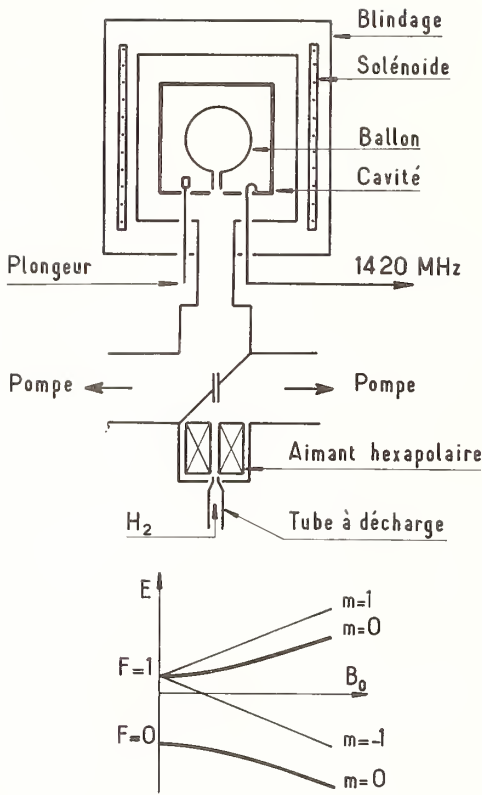 Blindage
Solénoide
Ballon
Cavité
Plongeur
1420 MHz
Pompe
Pompe
Aimant hexapolaire
H₂
Tube à décharge
E
m=1
m=0
F=1
B₀
F=0
m=-1
m=0